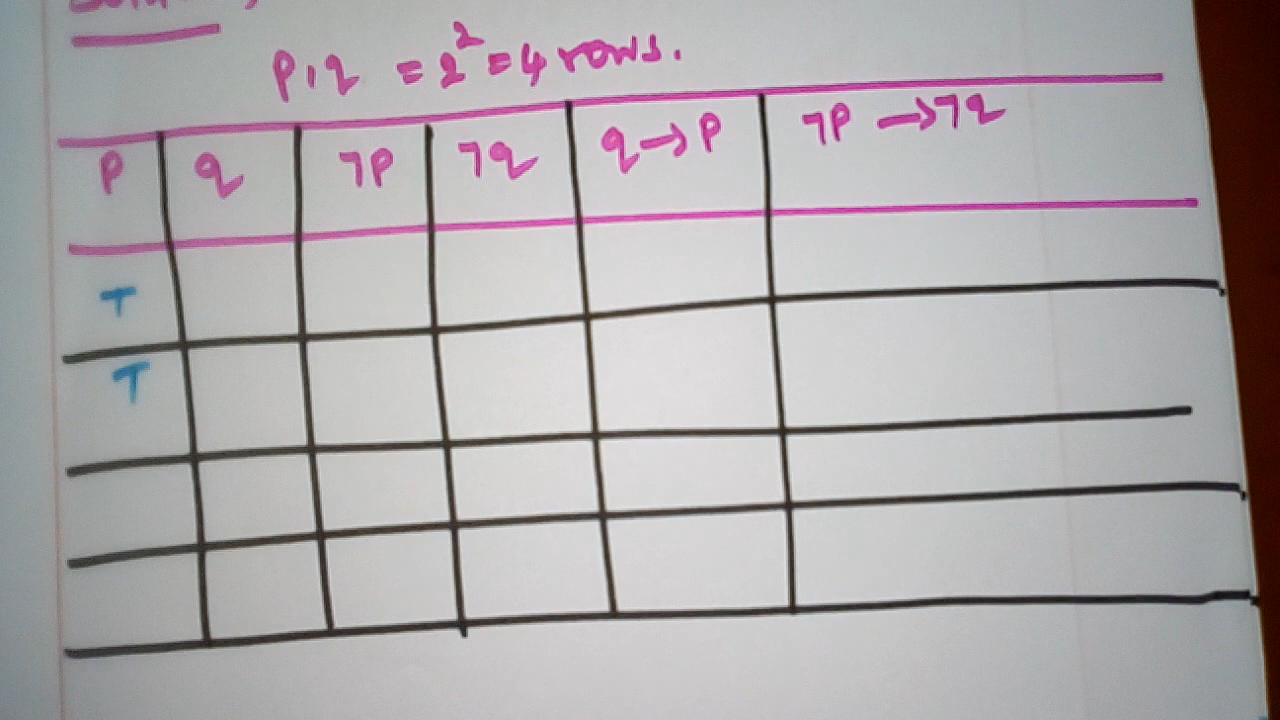 p, q = 2² = 4 rows.
p q ¬p ¬q q→p ¬p →¬q
T
T